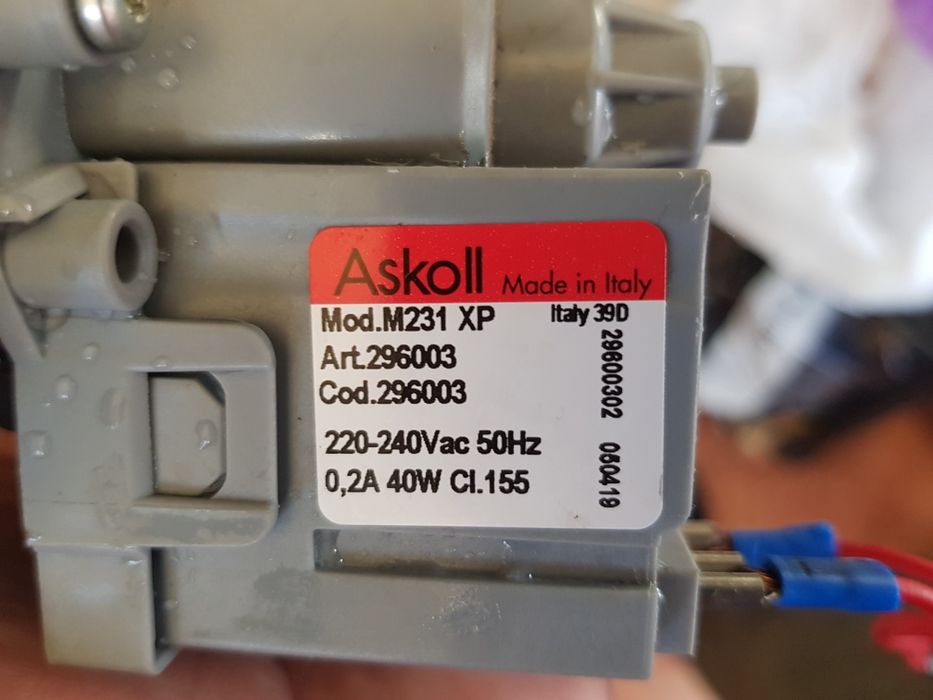 Askoll Made in Italy
Mod.M231 XP Italy 39D
Art.296003
Cod.296003
220-240Vac 50Hz
0,2A 40W Cl.155
29600302 050419